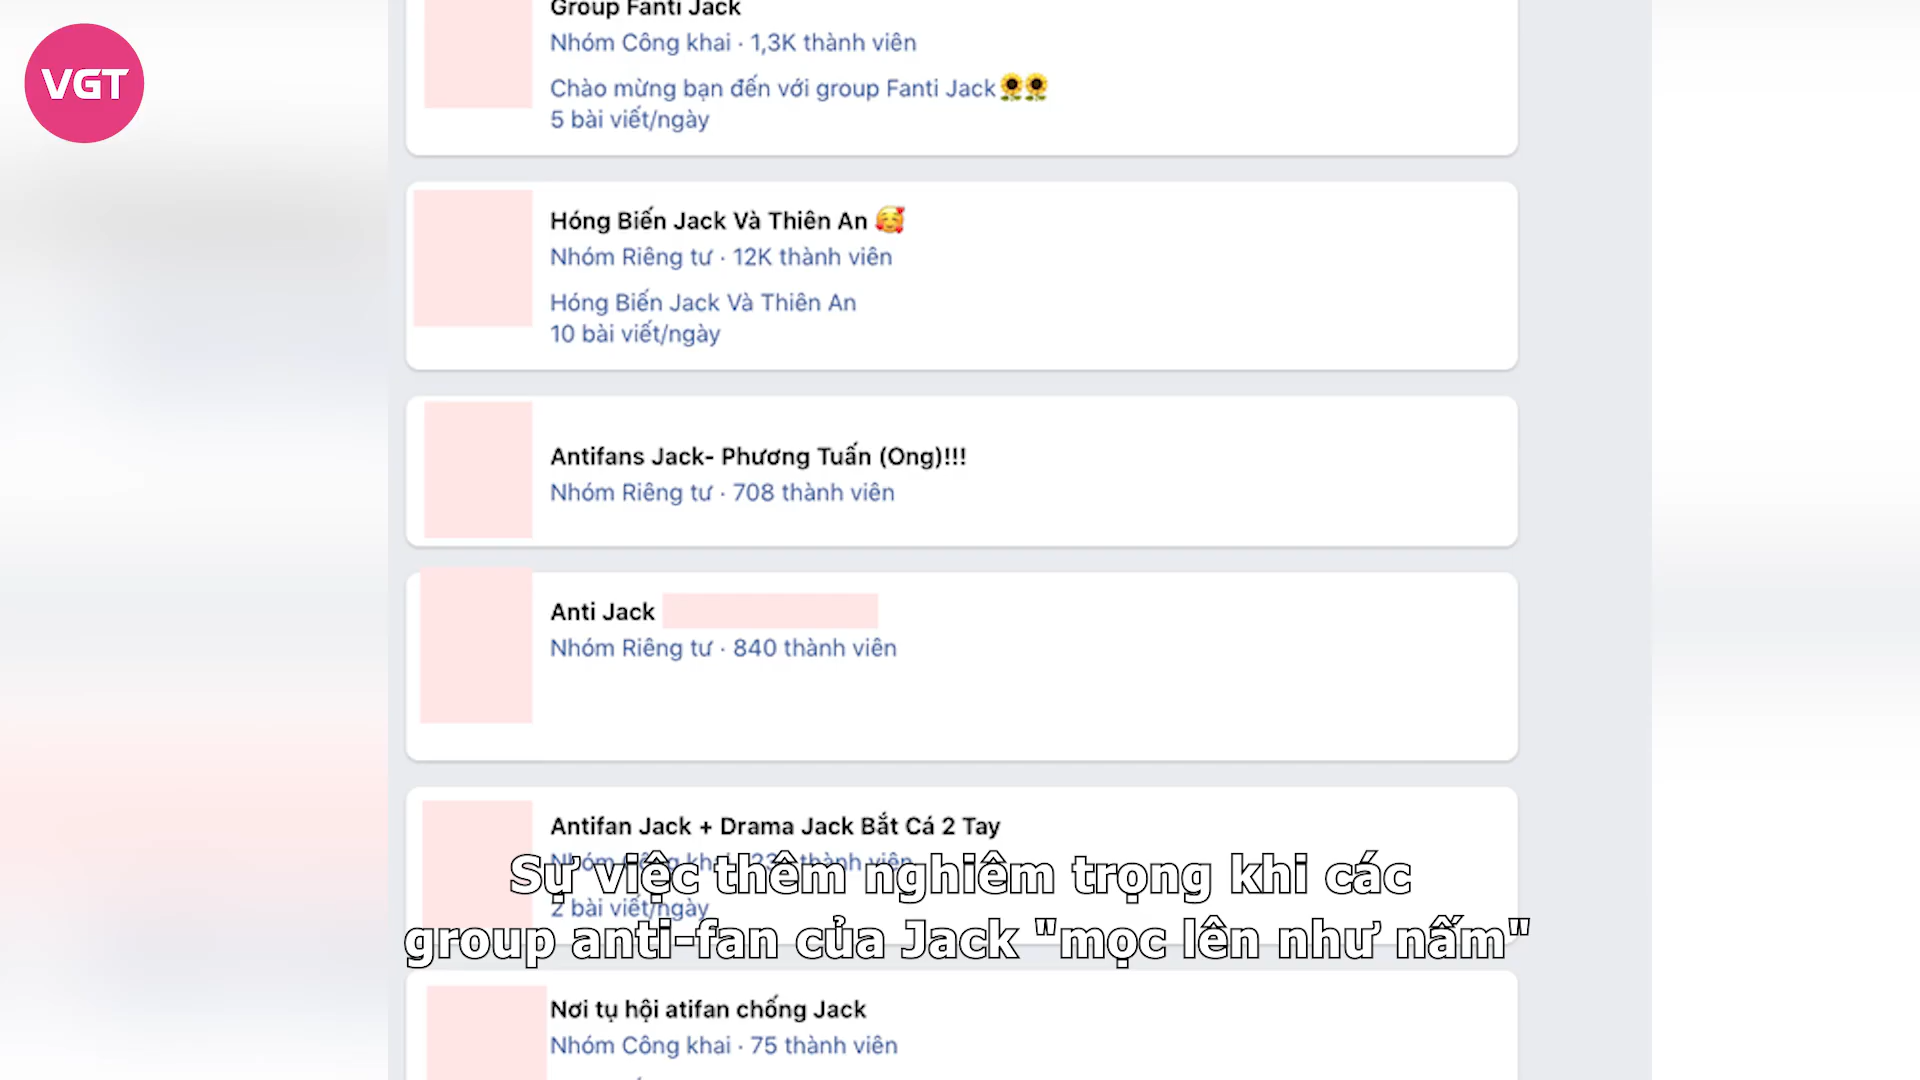 VGT
Group Fanti Jack
Nhóm Công khai · 1,3K thành viên
Chào mừng bạn đến với group Fanti Jack🌻🌻
5 bài viết/ngày
Hóng Biến Jack Và Thiên An 🥰
Nhóm Riêng tư · 12K thành viên
Hóng Biến Jack Và Thiên An
10 bài viết/ngày
Antifans Jack- Phương Tuấn (Ong)!!!
Nhóm Riêng tư · 708 thành viên
Anti Jack
Nhóm Riêng tư · 840 thành viên
Antifan Jack + Drama Jack Bắt Cá 2 Tay
Nhóm Công khai · thành viên
2 bài viết/ngày
Sự việc thêm nghiêm trọng khi các
group anti-fan của Jack "mọc lên như nấm"
Nơi tụ hội atifan chống Jack
Nhóm Công khai · 75 thành viên